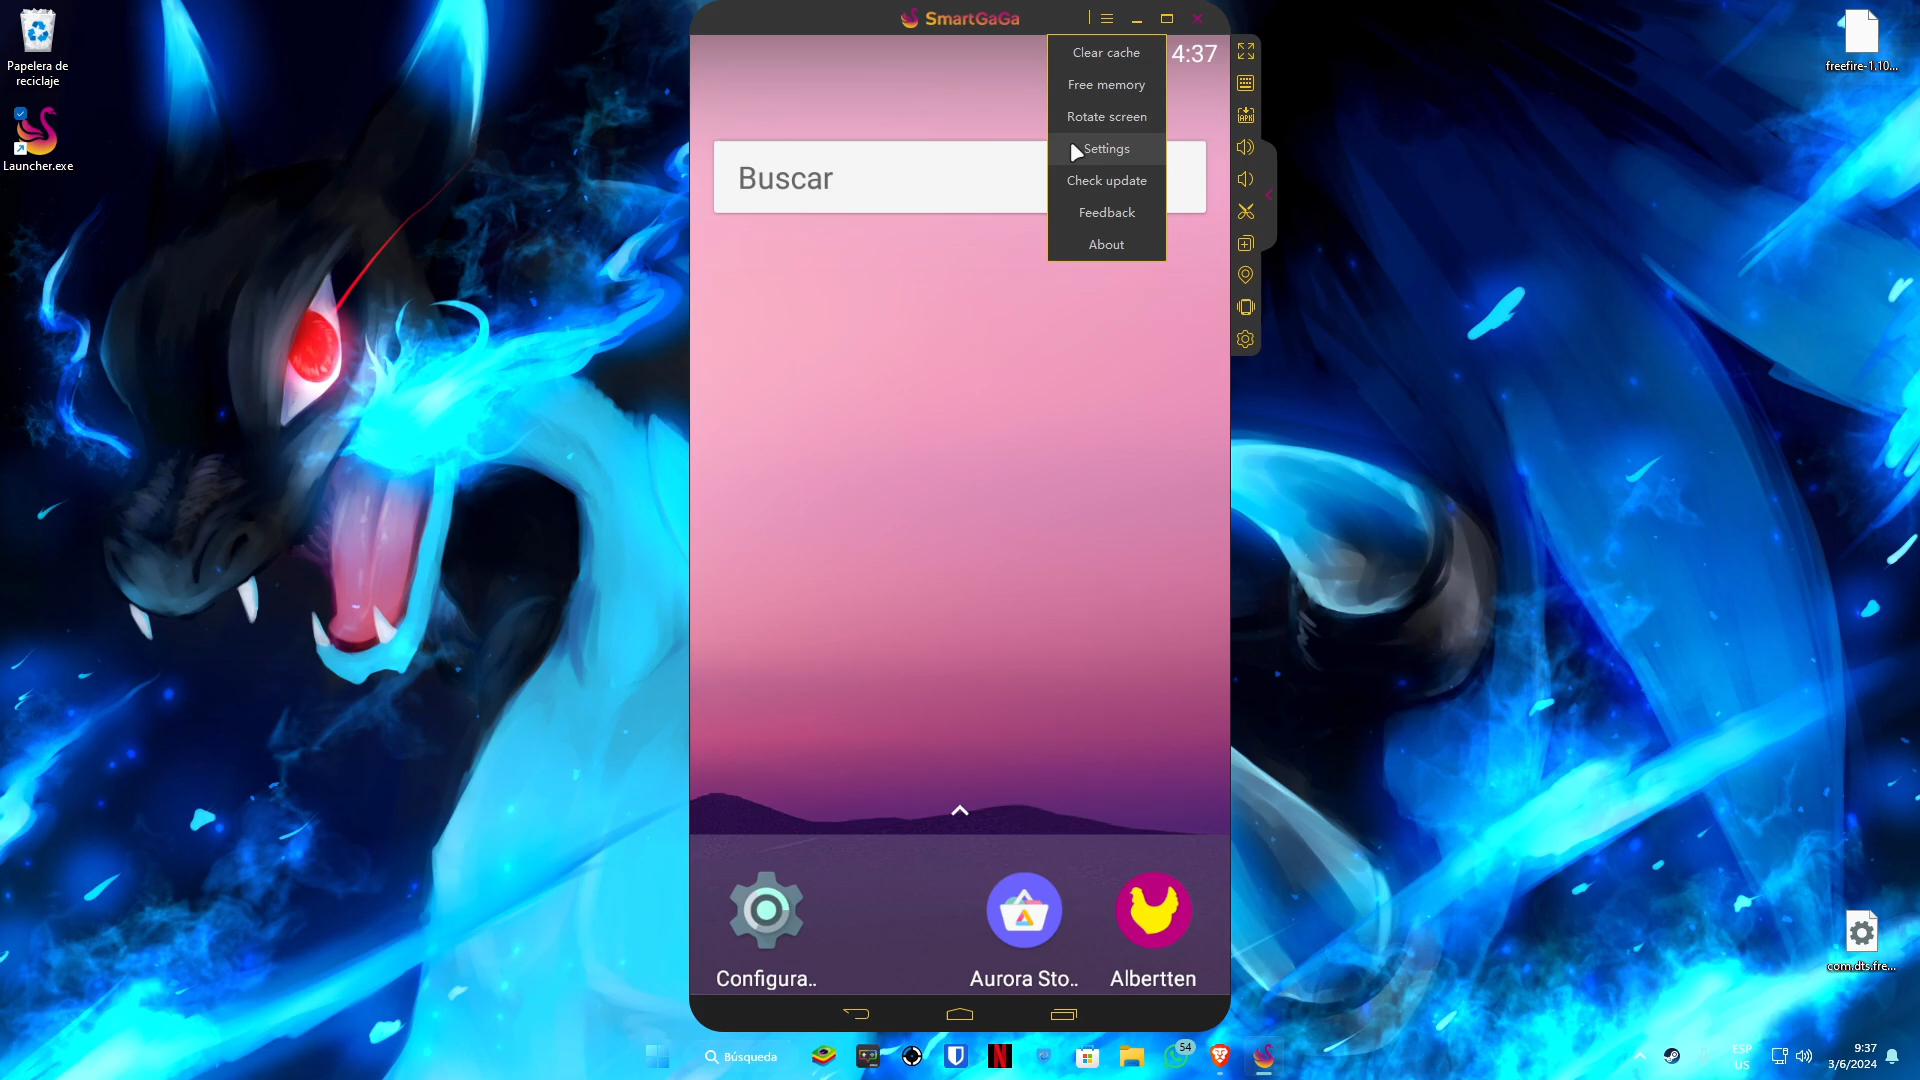 SmartGaGa
Papelera de
reciclaje
Launcher.exe
4:37
Clear cache
Free memory
Rotate screen
Settings
Check update
Feedback
About
Buscar
APK
freefire-1.10...
com.dts.fre...
Configura..
Aurora Sto..
Albertten
Búsqueda
N
54
ESP
US
9:37
3/6/2024